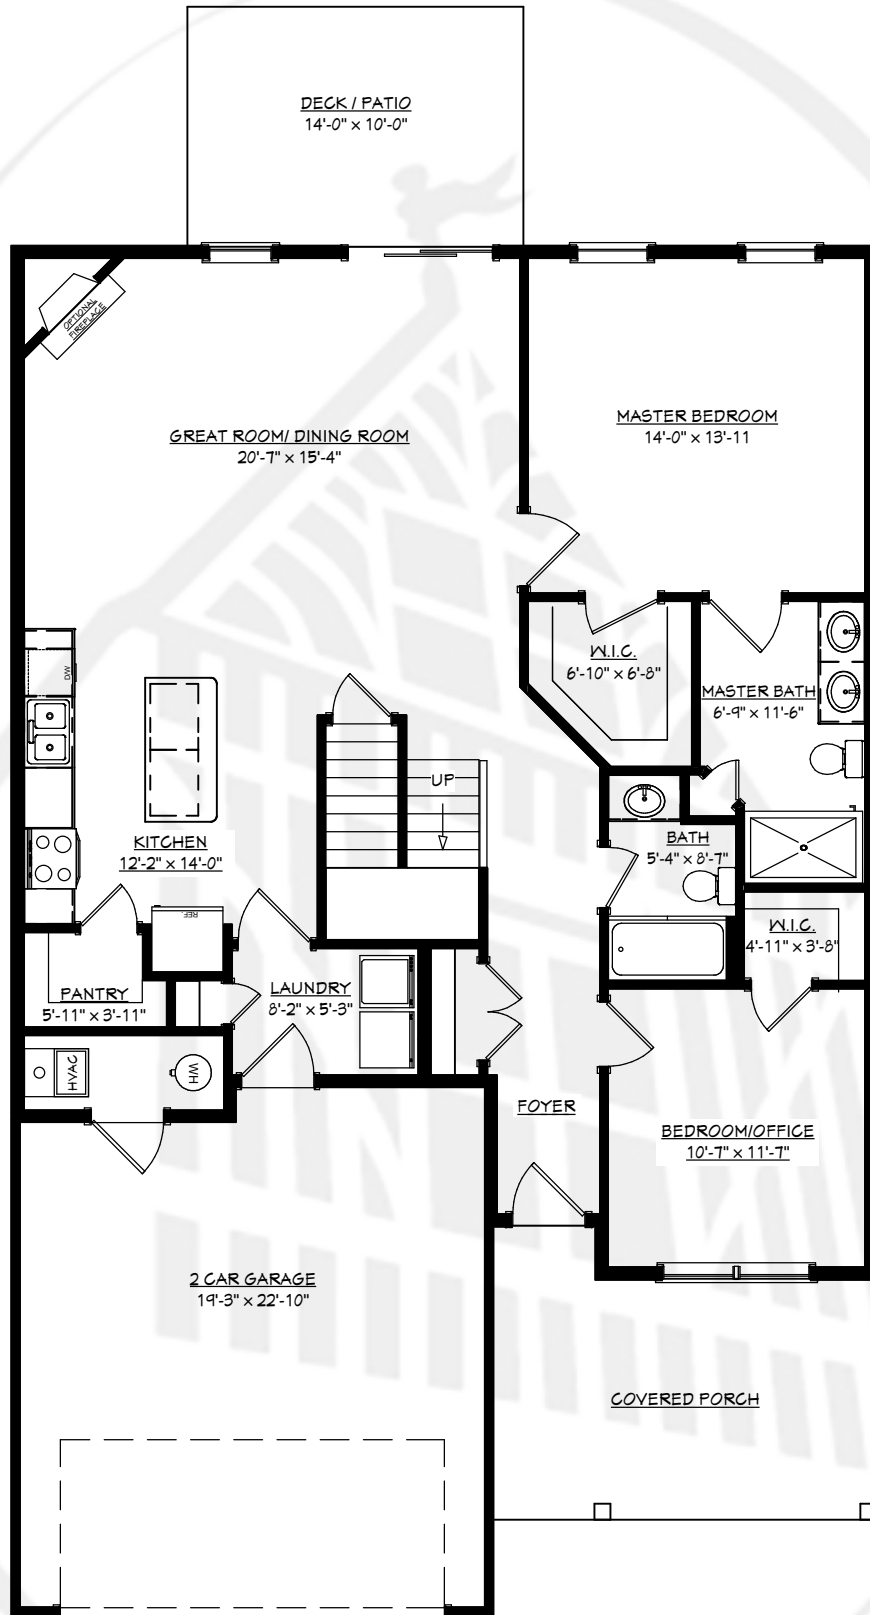 DECK / PATIO
14'-0" x 10'-0"
OPTIONAL
FIREPLACE
GREAT ROOM/ DINING ROOM
20'-7" x 15'-4"
MASTER BEDROOM
14'-0" x 13'-11
W.I.C.
6'-10" x 6'-8"
MASTER BATH
6'-9" x 11'-6"
D/W
UP
KITCHEN
12'-2" x 14'-0"
BATH
5'-4" x 8'-7"
REF.
W.I.C.
4'-11" x 3'-8"
PANTRY
5'-11" x 3'-11"
LAUNDRY
8'-2" x 5'-3"
HVAC
WH
FOYER
BEDROOM/OFFICE
10'-7" x 11'-7"
2 CAR GARAGE
19'-3" x 22'-10"
COVERED PORCH